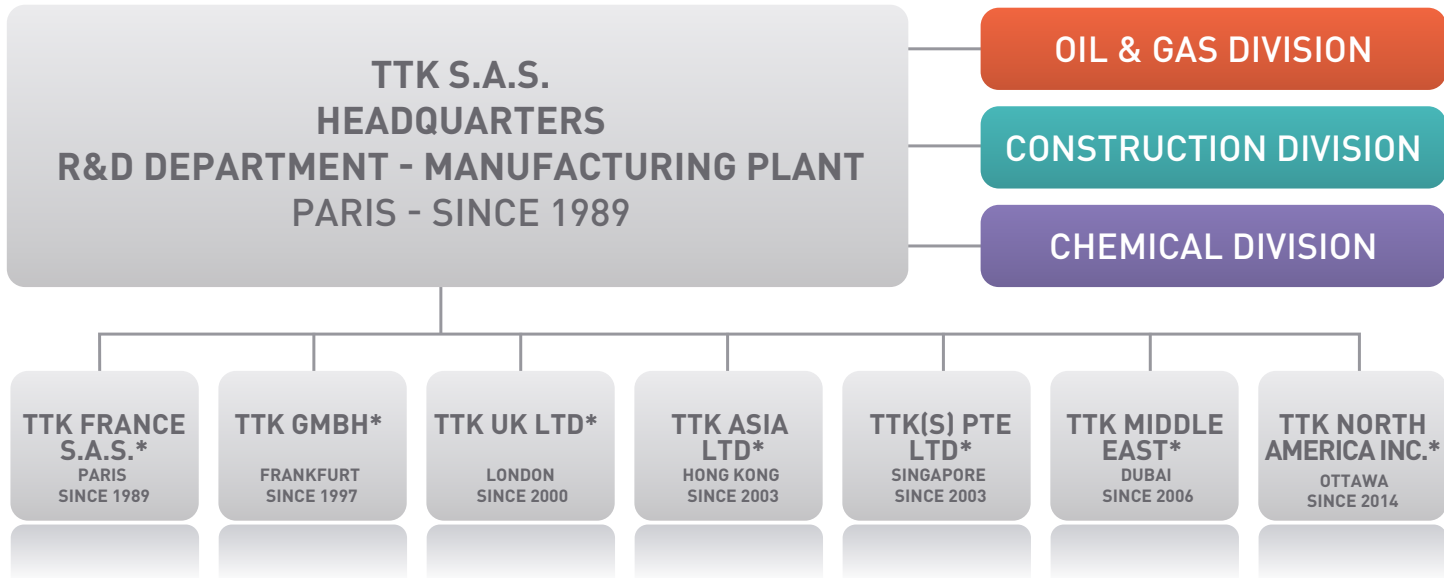 TTK S.A.S.
HEADQUARTERS
R&D DEPARTMENT - MANUFACTURING PLANT
PARIS - SINCE 1989
OIL & GAS DIVISION
CONSTRUCTION DIVISION
CHEMICAL DIVISION
TTK FRANCE
S.A.S.*
PARIS
SINCE 1989
TTK GMBH*
FRANKFURT
SINCE 1997
TTK UK LTD*
LONDON
SINCE 2000
TTK ASIA
LTD*
HONG KONG
SINCE 2003
TTK(S) PTE
LTD*
SINGAPORE
SINCE 2003
TTK MIDDLE
EAST*
DUBAI
SINCE 2006
TTK NORTH
AMERICA INC.*
OTTAWA
SINCE 2014